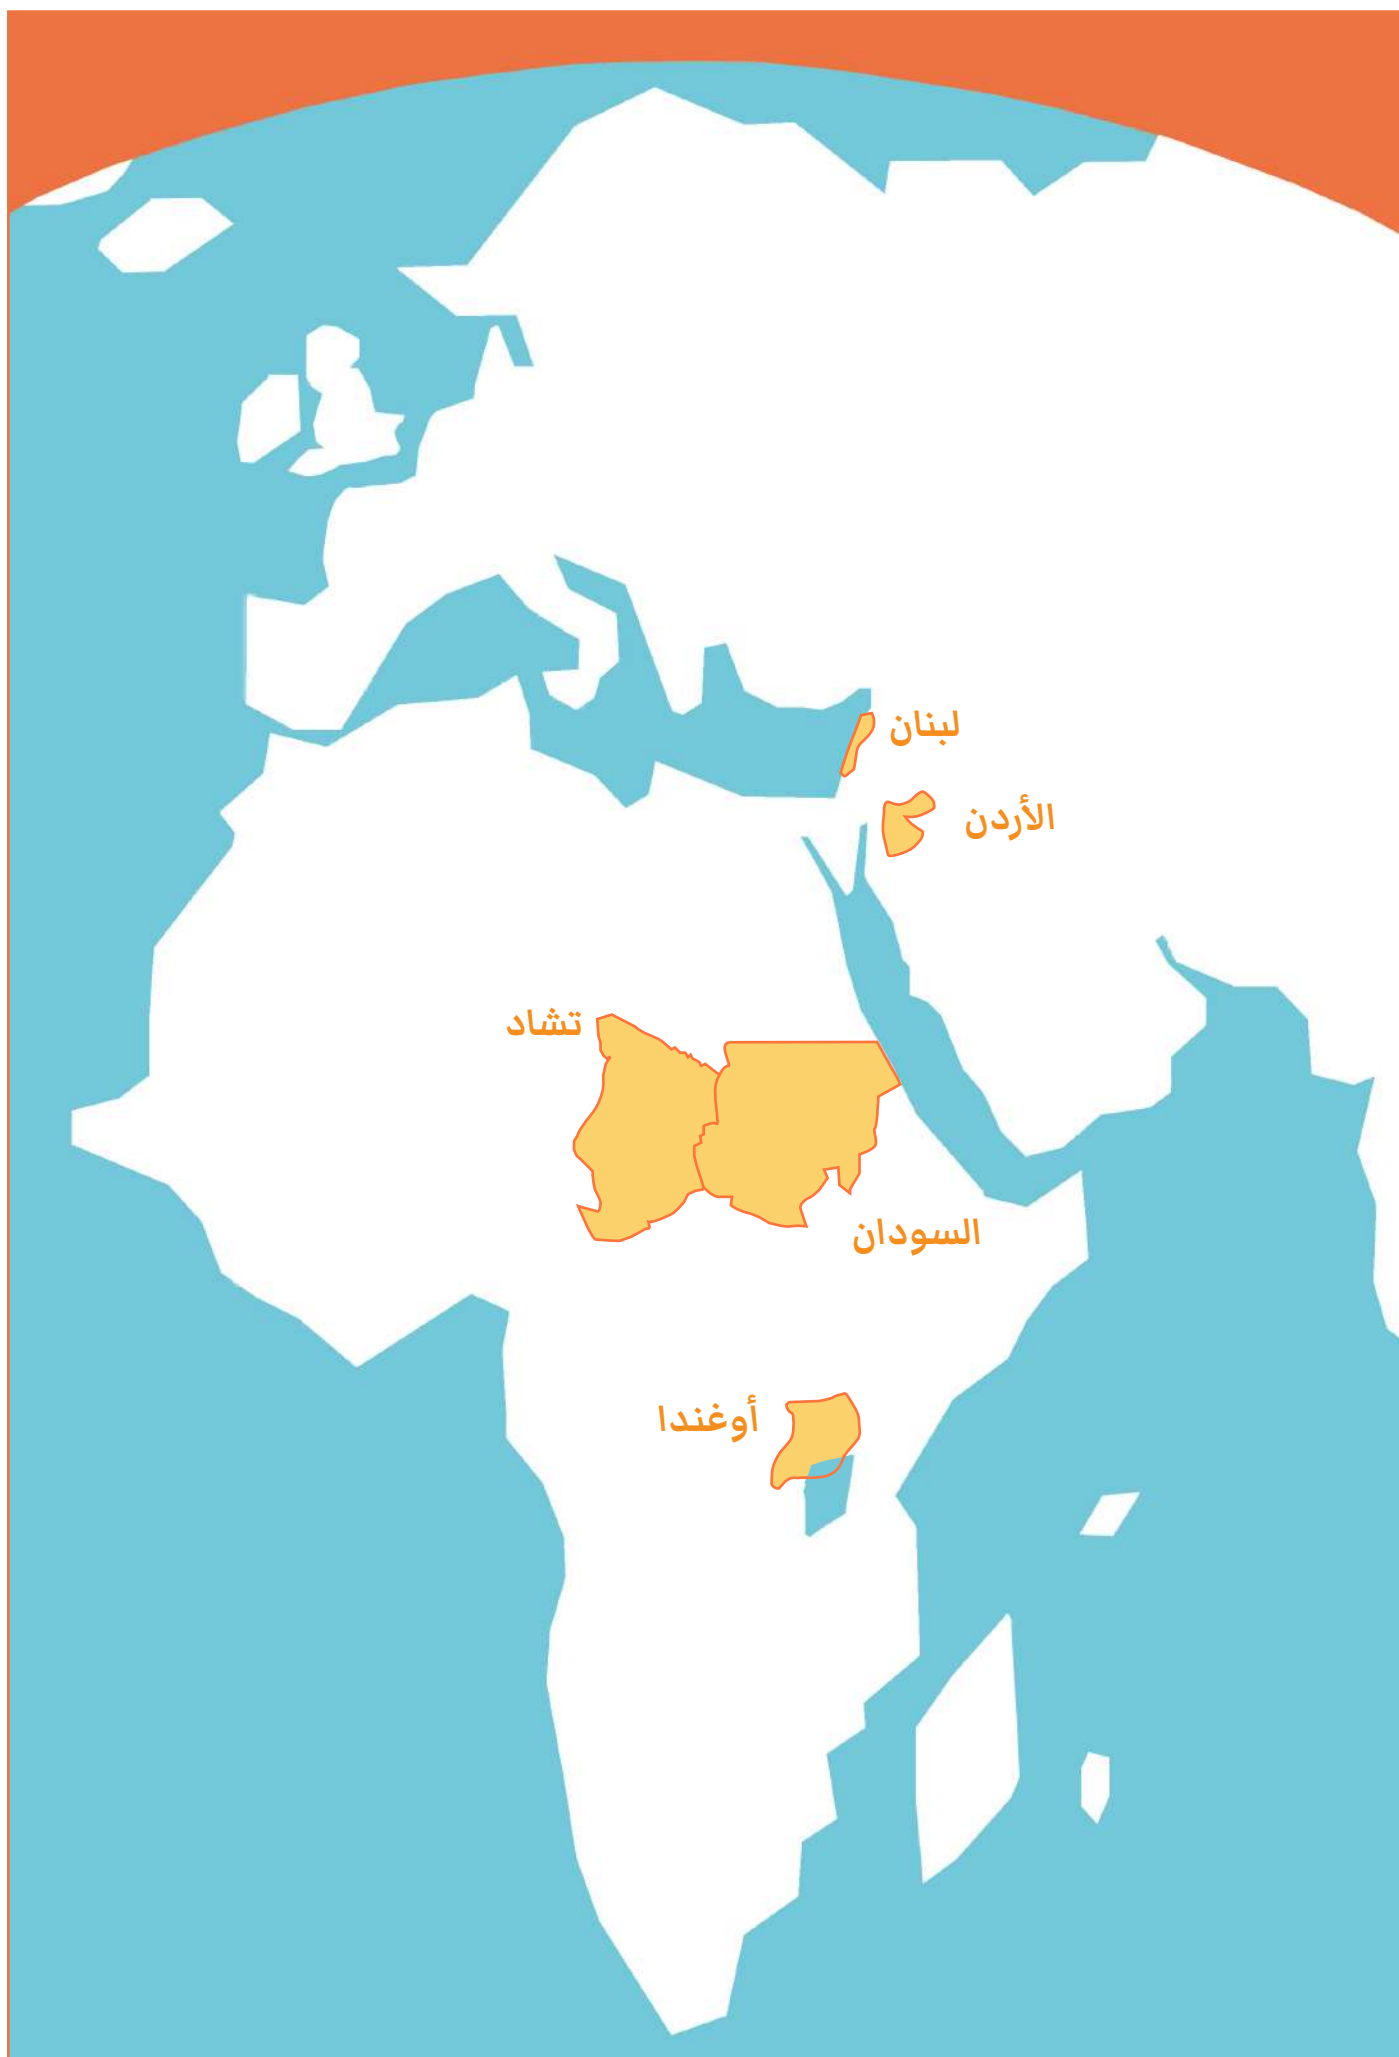 لبنان
الأردن
تشاد
السودان
أوغندا